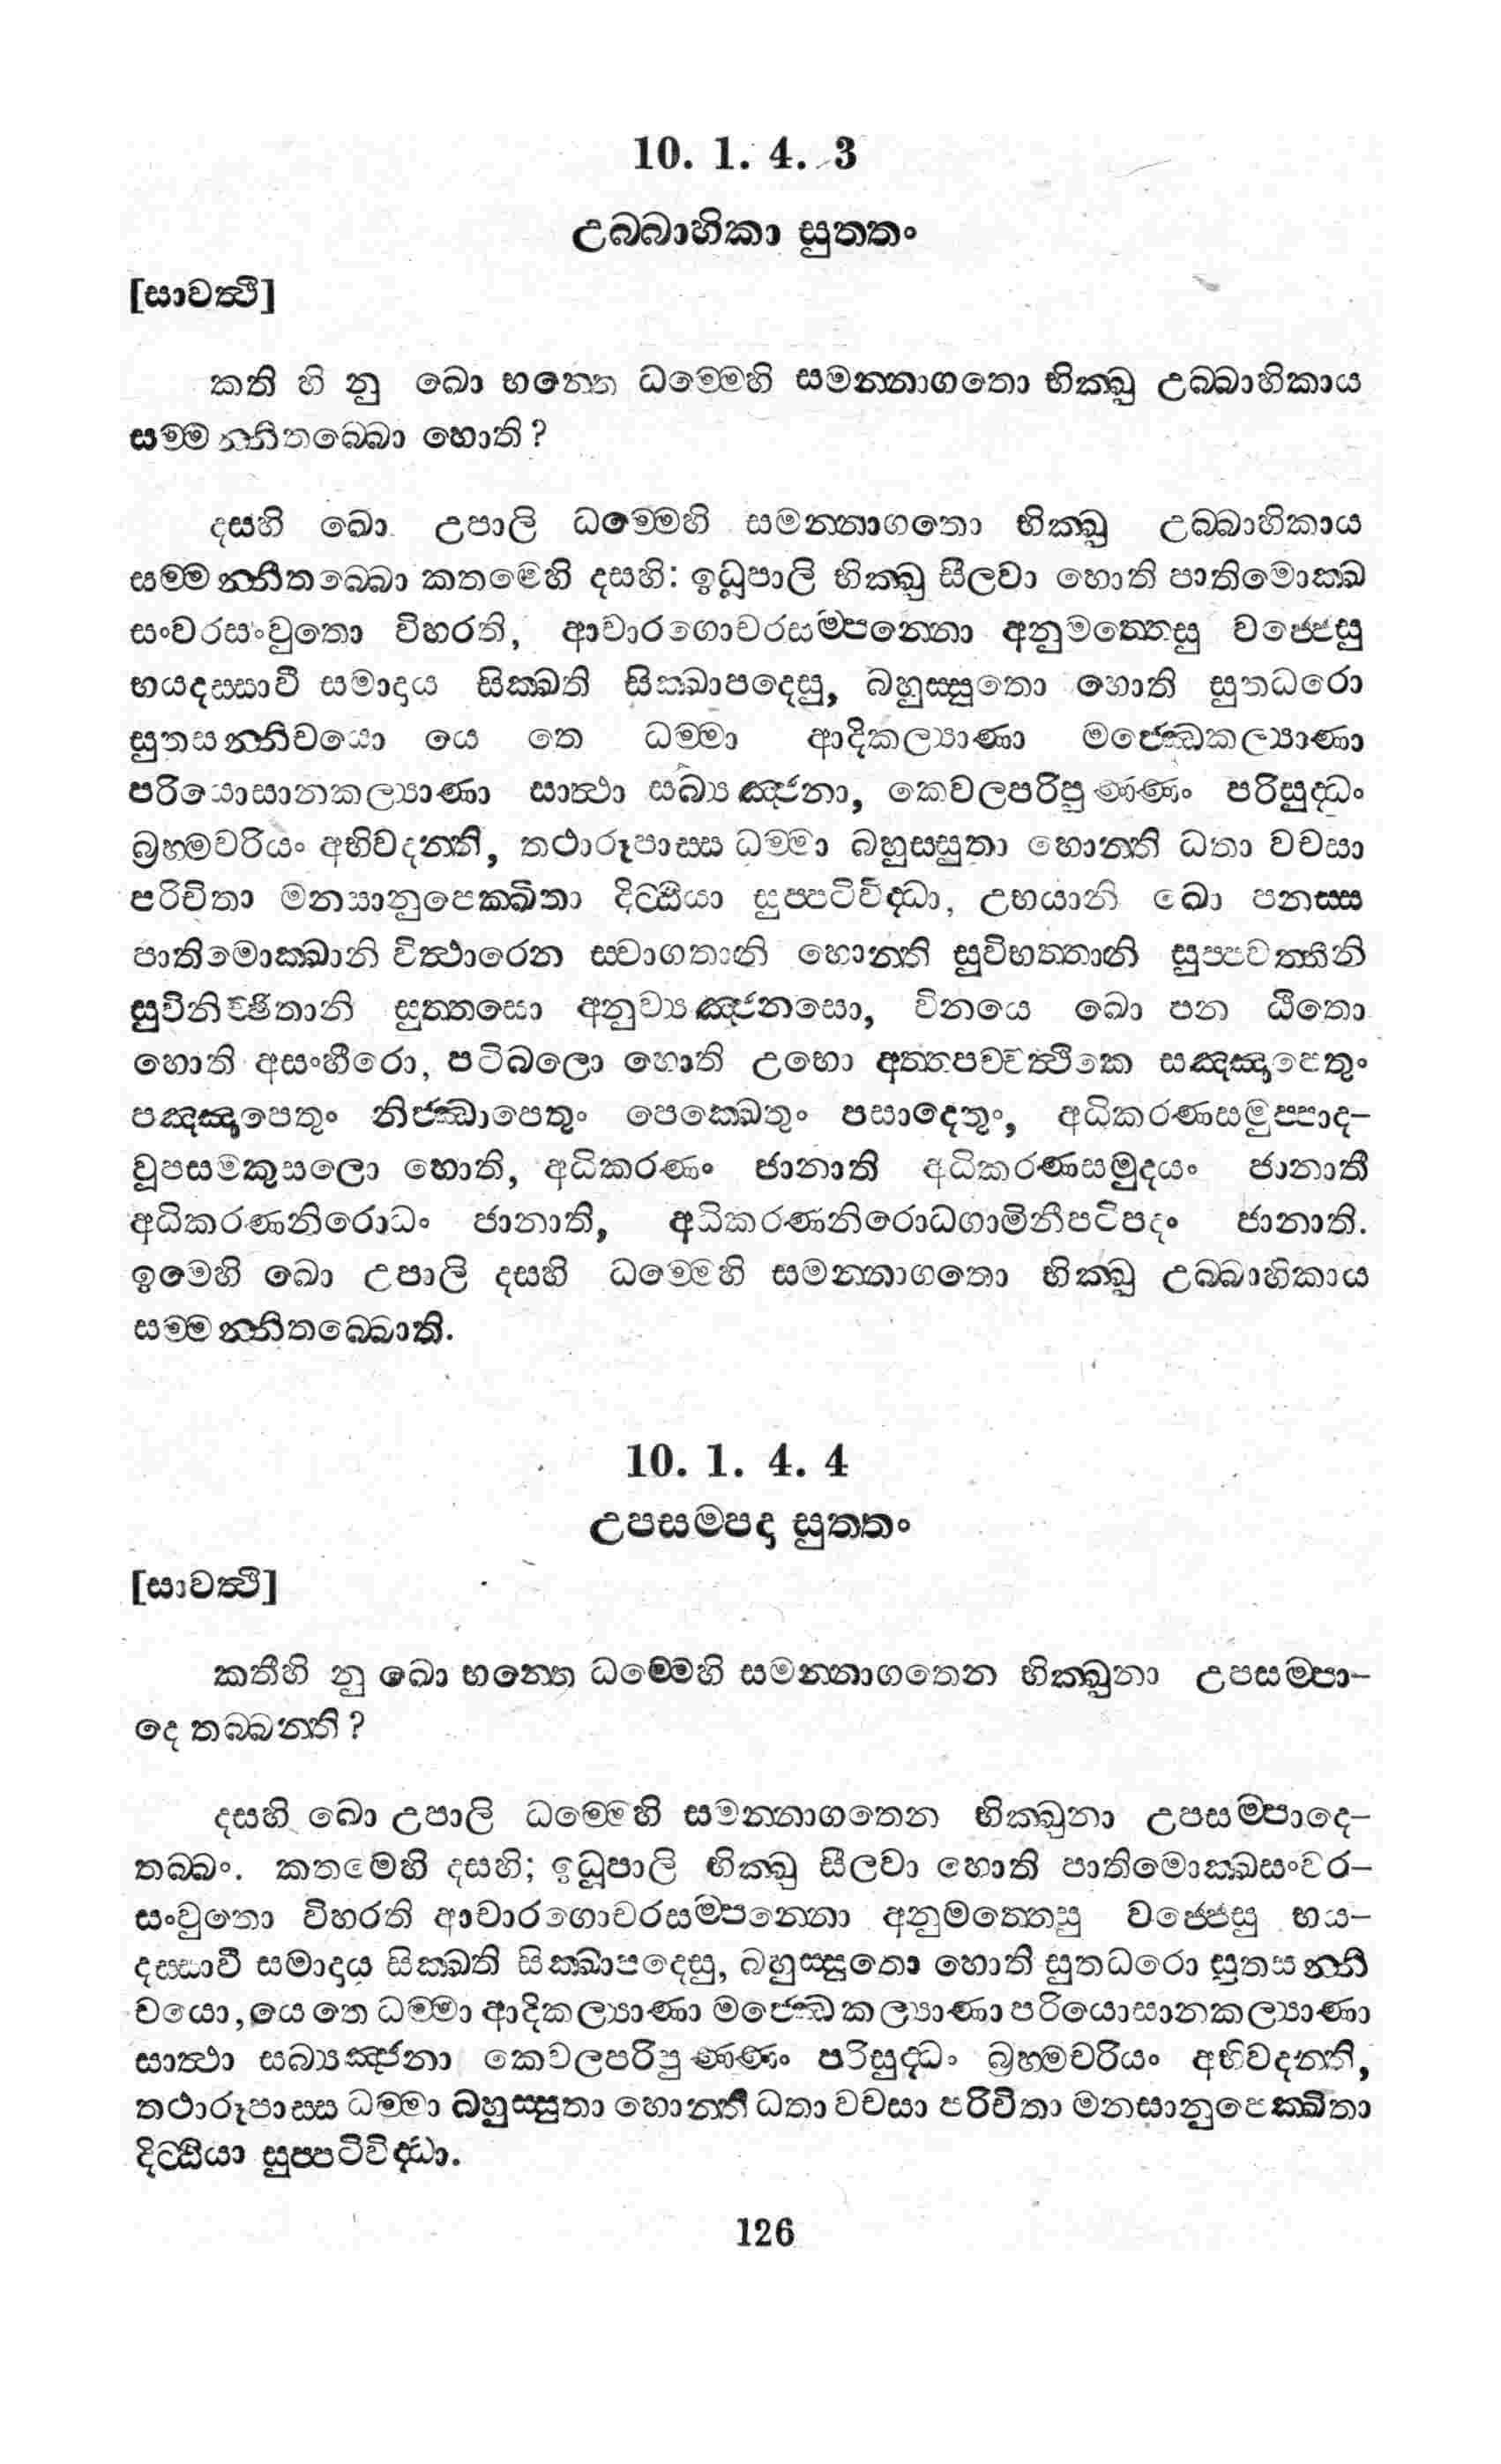 10. 1. 4. 3
උබ්බාහිකා සුත්තං
[සාවත්ථි]
කති හි නු ඛො භන්තෙ ධම්මෙහි සමන්නාගතො භික්ඛු උබ්බාහිකාය
සම්මන්නිතබ්බො හොති?
දසහි ඛො උපාලි ධම්මෙහි සමන්නාගතො භික්ඛු උබ්බාහිකාය
සම්මන්නීතබ්බො කතමෙහි දසහි: ඉධූපාලි භික්ඛු සීලවා හොති පාතිමොක්ඛ
සංවරසංවුතො විහරති, ආචාරගොචරසම්පන්නො අනුමත්තෙසු වජ්ජෙසු
භයදස්සාවී සමාදාය සික්ඛති සික්ඛාපදෙසු, බහුස්සුතො හොති සුතධරො
සුතසන්නිචයො යෙ තෙ ධම්මා ආදිකල්‍යාණා මජ්ඣෙකල්‍යාණා
පරියොසානකල්‍යාණා සාත්ථා සබ්‍යඤ්ජනා, කෙවලපරිපුණ්ණං පරිසුද්ධං
බ්‍රහ්මචරියං අභිවදන්ති, තථාරූපාස්ස ධම්මා බහුස්සුතා හොන්ති ධතා වචසා
පරිචිතා මනසානුපෙක්ඛිතා දිට්ඨියා සුප්පටිවිද්ධා, උභයානි ඛො පනස්ස
පාතිමොක්ඛානි විත්ථාරෙන ස්වාගතානි හොන්ති සුවිභත්තානි සුප්පවත්තීනි
සුවිනිච්ඡිතානි සුත්තසො අනුව්‍යඤ්ජනසො, විනයෙ ඛො පන ඨිතො
හොති අසංහීරො, පටිබලො හොති උභො අත්තපච්චත්ථිකෙ සඤ්ඤාපෙතුං
පඤ්ඤාපෙතුං නිජ්ඣාපෙතුං පෙක්ඛෙතුං පසාදෙතුං, අධිකරණසමුප්පාද-
වූපසමකුසලො හොති, අධිකරණං ජානාති අධිකරණසමුදයං ජානාති
අධිකරණනිරොධං ජානාති, අධිකරණනිරොධගාමිනීපටිපදං ජානාති.
ඉමෙහි ඛො උපාලි දසහි ධම්මෙහි සමන්නාගතො භික්ඛු උබ්බාහිකාය
සම්මන්නිතබ්බොති.
10. 1. 4. 4
උපසම්පදා සුත්තං
[සාවත්ථි]
කතීහි නු ඛො භන්තෙ ධම්මෙහි සමන්නාගතෙන භික්ඛුනා උපසම්පා-
දෙතබ්බන්ති?
දසහි ඛො උපාලි ධම්මෙහි සමන්නාගතෙන භික්ඛුනා උපසම්පාදෙ-
තබ්බං. කතමෙහි දසහි; ඉධූපාලි භික්ඛු සීලවා හොති පාතිමොක්ඛසංවර-
සංවුතො විහරති ආචාරගොචරසම්පන්නො අනුමත්තෙසු වජ්ජෙසු භය-
දස්සාවී සමාදාය සික්ඛති සික්ඛාපදෙසු, බහුස්සුතො හොති සුතධරො සුතසන්නි
චයො, යෙ තෙ ධම්මා ආදිකල්‍යාණා මජ්ඣෙකල්‍යාණා පරියොසානකල්‍යාණා
සාත්ථා සබ්‍යඤ්ජනා කෙවලපරිපුණ්ණං පරිසුද්ධං බ්‍රහ්මචරියං අභිවදන්ති,
තථාරූපාස්ස ධම්මා බහුස්සුතා හොන්ති ධතා වචසා පරිචිතා මනසානුපෙක්ඛිතා
දිට්ඨියා සුප්පටිවිද්ධා.
126